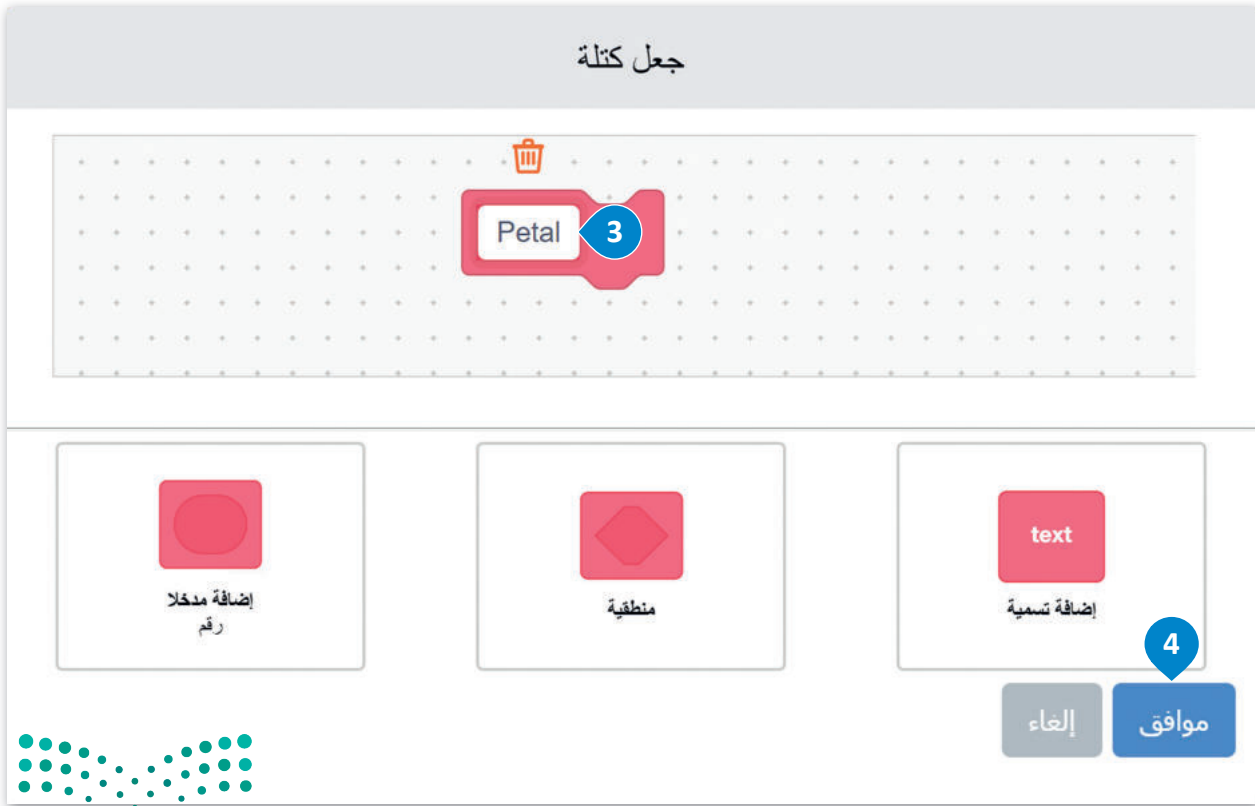 جعل كتلة
Petal
3
text
إضافة تسمية
منطقية
إضافة مدخلا
رقم
4
موافق
إلغاء